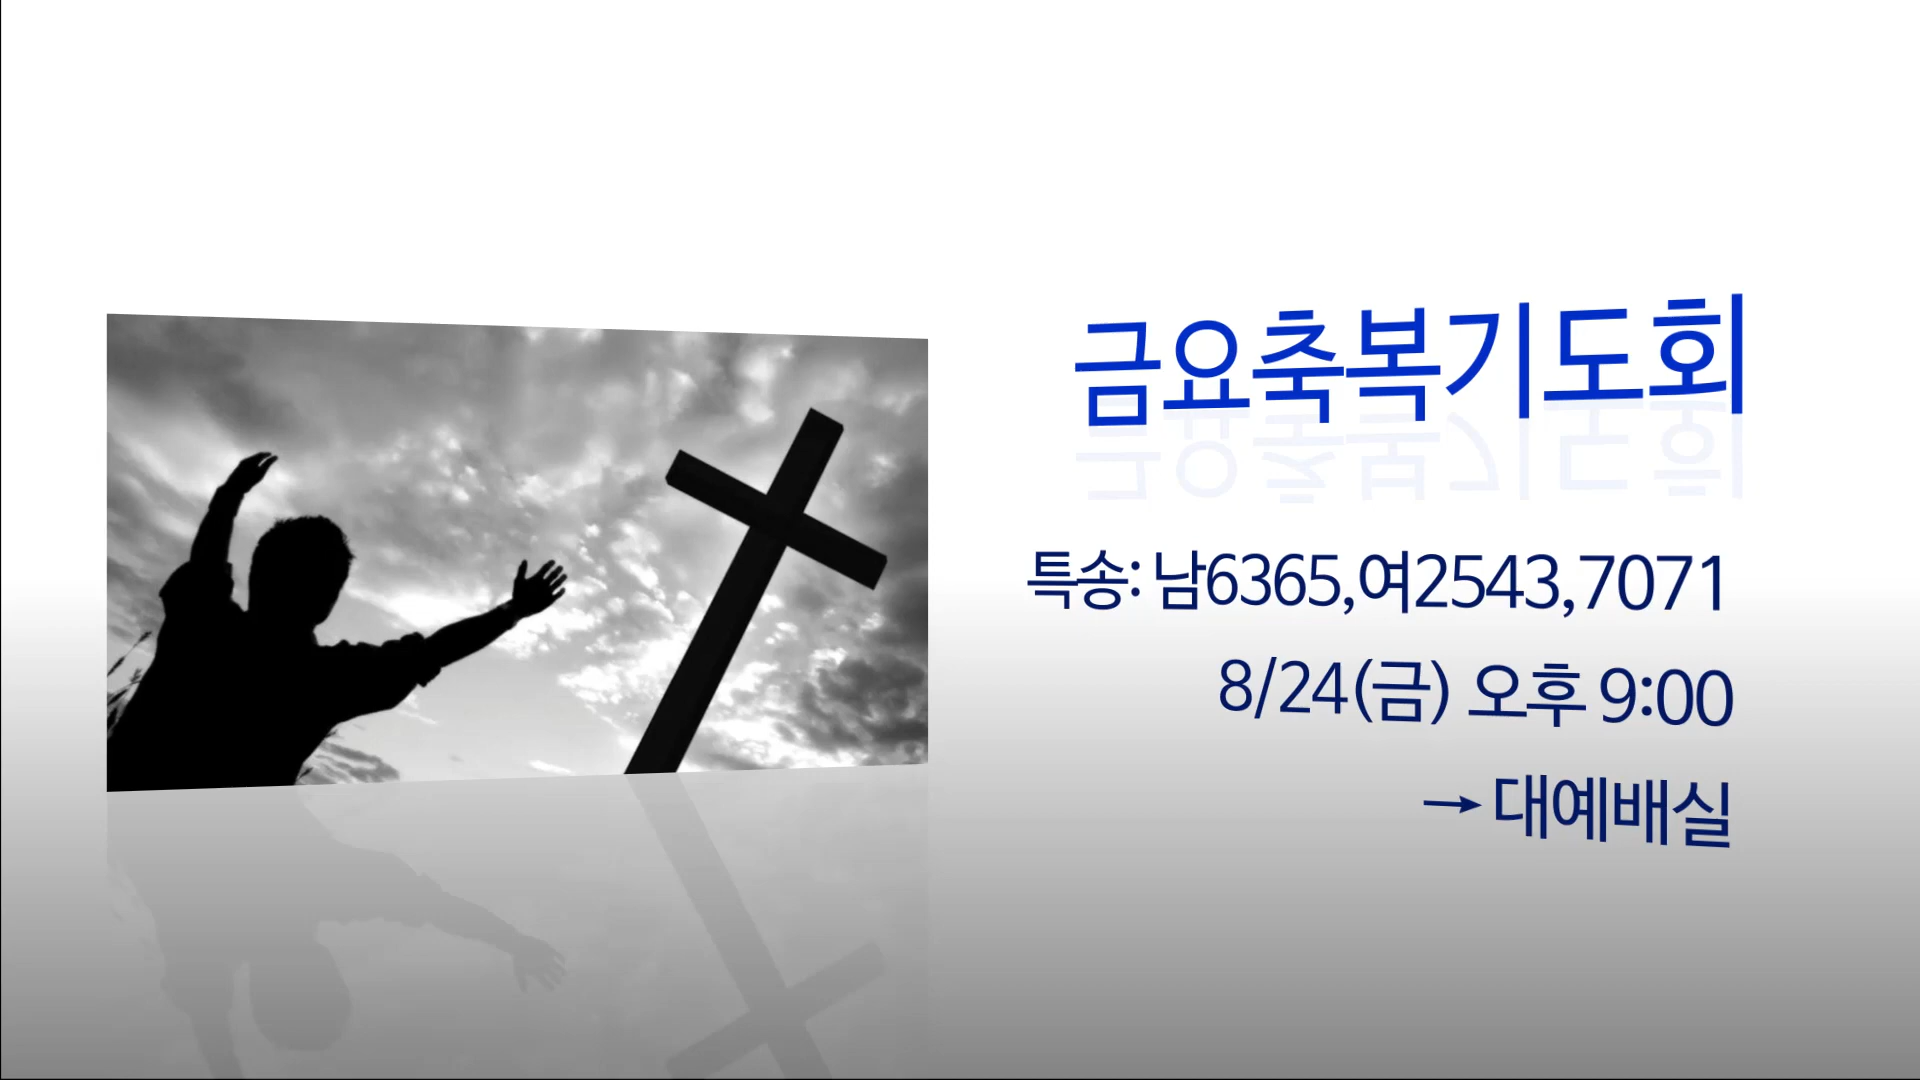 금요축복기도회
특송: 남6365,여2543,7071
8/24(금) 오후 9:00
→ 대예배실